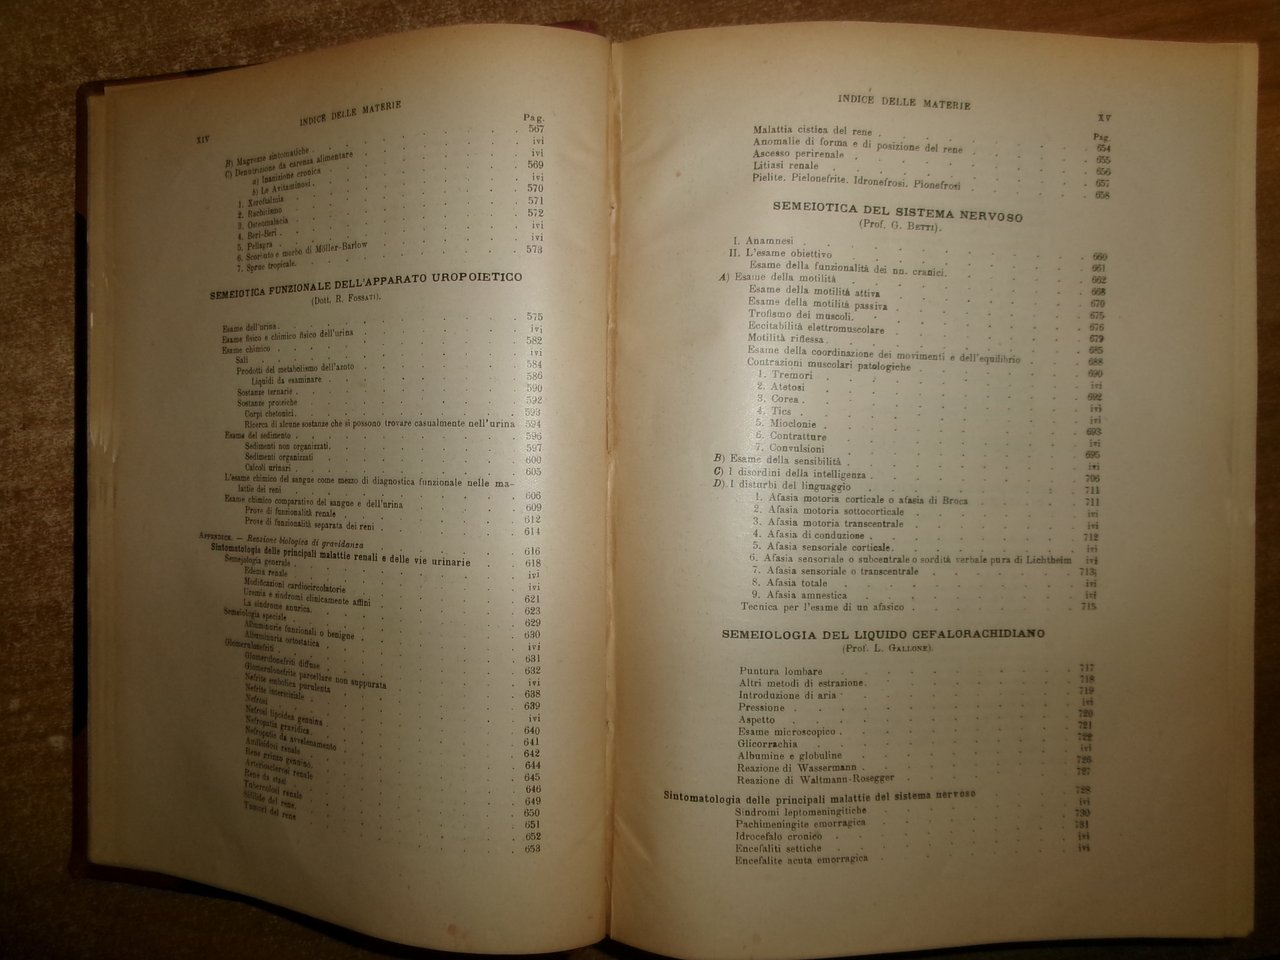 XIV
INDICE DELLE MATERIE
Pag.
B) Magrezze sintomatiche . 567
C) Denutrizione da carenza alimentare ivi
a) Inanizione cronica ivi
b) Le Avitaminosi . 569
1. Xeroftalmia ivi
2. Rachitismo 570
3. Osteomalacia 571
4. Beri-Beri . 572
5. Pellagra ivi
6. Scorbuto e morbo di Möller-Barlow ivi
7. Sprue tropicale . 573
SEMEIOTICA FUNZIONALE DELL'APPARATO UROPOIETICO
(Dott. R. FOSSATI).
Esame dell'urina . 575
Esame fisico e chimico fisico dell'urina ivi
Esame chimico 582
Sali ivi
Prodotti del metabolismo dell'azoto 584
Liquidi da esaminare 586
Sostanze ternarie . 590
Sostanze proteiche 592
Corpi chetonici . 593
Ricerca di alcune sostanze che si possono trovare casualmente nell'urina 594
Esame del sedimento 596
Sedimenti non organizzati . 597
Sedimenti organizzati 600
Calcoli urinari . 605
L'esame chimico del sangue come mezzo di diagnostica funzionale nelle ma-
lattie dei reni 606
Esame chimico comparativo del sangue e dell'urina 609
Prove di funzionalità renale 612
Prove di funzionalità separata dei reni 614
APPENDICE. - Reazione biologica di gravidanza 616
Sintomatologia delle principali malattie renali e delle vie urinarie 618
Semejologia generale ivi
Edema renale ivi
Modificazioni cardiocircolatorie 621
Uremia e sindromi clinicamente affini 623
La sindrome anurica. 629
Semeiologia speciale 630
Albuminurie funzionali o benigne ivi
Albuminuria ortostatica 631
Glomerulonefriti 632
Glomerulonefriti diffuse ivi
Glomerulonefrite parcellare non suppurata 638
Nefrite embolica purulenta 639
Nefrite interstiziale ivi
Nefrosi 640
Nefrosi lipoidea genuina 641
Nefropatia gravidica 642
Nefropatie da avvelenamento 644
Amiloidosi renale 645
Rene grinzo genuino. 646
Arteriosclerosi renale 649
Rene da stasi 650
Tubercolosi renale 651
Sifilide del rene. 652
Tumori del rene 653
INDICE DELLE MATERIE
XV
Pag.
Malattia cistica del rene . 654
Anomalie di forma e di posizione del rene 655
Ascesso perirenale 656
Litiasi renale 657
Pielite. Pielonefrite. Idronefrosi. Pionefrosi 658
SEMEIOTICA DEL SISTEMA NERVOSO
(Prof. G. BETTI).
I. Anamnesi 660
II. L'esame obiettivo 661
Esame della funzionalità dei nn. cranici. 662
A) Esame della motilità 668
Esame della motilità attiva 670
Esame della motilità passiva 675
Trofismo dei muscoli. 676
Eccitabilità elettromuscolare 679
Motilità riflessa . 685
Esame della coordinazione dei movimenti e dell'equilibrio 688
Contrazioni muscolari patologiche 690
1. Tremori ivi
2. Atetosi 692
3. Corea . ivi
4. Tics ivi
5. Mioclonie 693
6. Contratture ivi
7. Convulsioni 695
B) Esame della sensibilità . ivi
C) I disordini della intelligenza 706
D) I disturbi del linguaggio 711
1. Afasia motoria corticale o afasia di Broca 711
2. Afasia motoria sottocorticale ivi
3. Afasia motoria transcentrale ivi
4. Afasia di conduzione 712
5. Afasia sensoriale corticale. ivi
6. Afasia sensoriale o subcentrale o sordità verbale pura di Lichtheim ivi
7. Afasia sensoriale o transcentrale 713
8. Afasia totale ivi
9. Afasia amnestica ivi
Tecnica per l'esame di un afasico 715
SEMEIOLOGIA DEL LIQUIDO CEFALORACHIDIANO
(Prof. L. GALLONE).
Puntura lombare 717
Altri metodi di estrazione. 718
Introduzione di aria 719
Pressione ivi
Aspetto 720
Esame microscopico . 721
Glicorrachia 722
Albumine e globuline ivi
Reazione di Wassermann . 726
Reazione di Waltmann-Rosegger 727
Sintomatologia delle principali malattie del sistema nervoso 728
Sindromi leptomeningitiche ivi
Pachimeningite emorragica 730
Idrocefalo cronico 731
Encefaliti settiche ivi
Encefalite acuta emorragica ivi